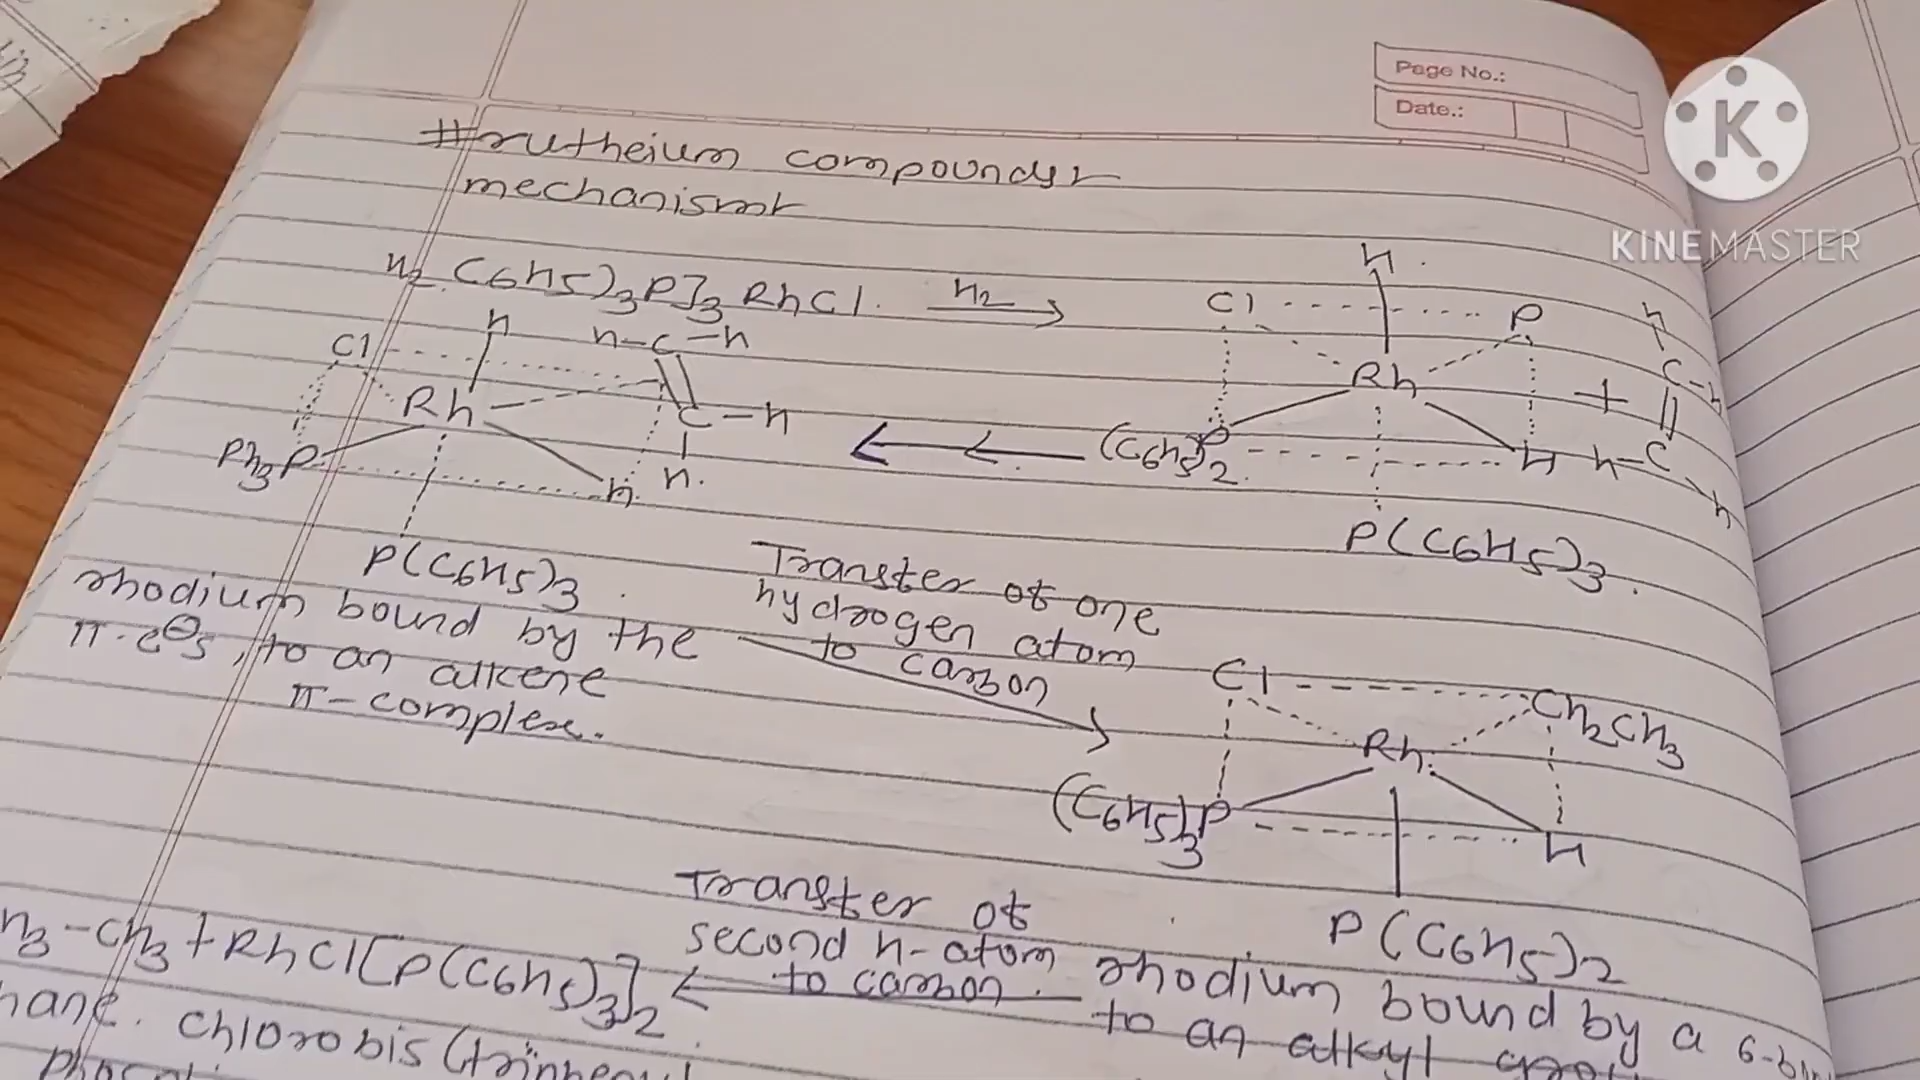 Page No.:
Date.:
K
KINEMASTER
#rutheium compounds:
mechanism:
H2 (C6H5)3P]3 RhCl. H2
H
Cl P
Rh
(C6H5)2 P H
P(C6H5)3.
+
H
C-H
C
H-C
H
Cl H H-C-H
Rh C-H
Ph3P H. H.
P(C6H5)3.
rhodium bound by the
π-e⊖s, to an alkene
π-complex.
Transfer of one
hydrogen atom
to carbon
Cl CH2CH3
Rh
(C6H5)3P H
P(C6H5)2
Transfer of
second H-atom
to carbon.
H3-CH3+RhCl[P(C6H5)3]2.
chlorobis
rhodium bound by a
to an alkyl